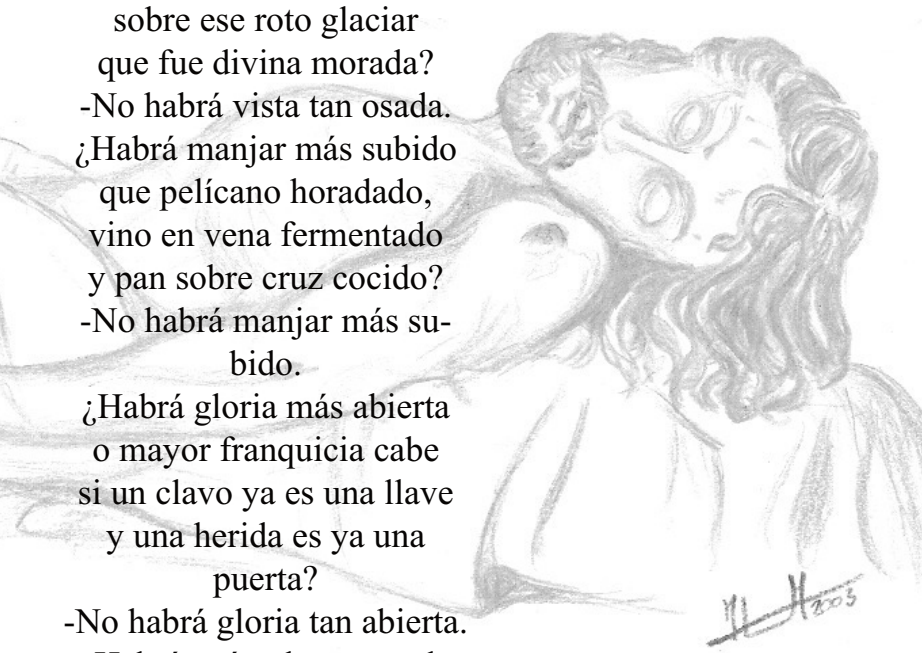 sobre ese roto glaciar
que fue divina morada?
-No habrá vista tan osada.
¿Habrá manjar más subido
que pelícano horadado,
vino en vena fermentado
y pan sobre cruz cocido?
-No habrá manjar más su-
bido.
¿Habrá gloria más abierta
o mayor franquicia cabe
si un clavo ya es una llave
y una herida es ya una
puerta?
-No habrá gloria tan abierta.
2003